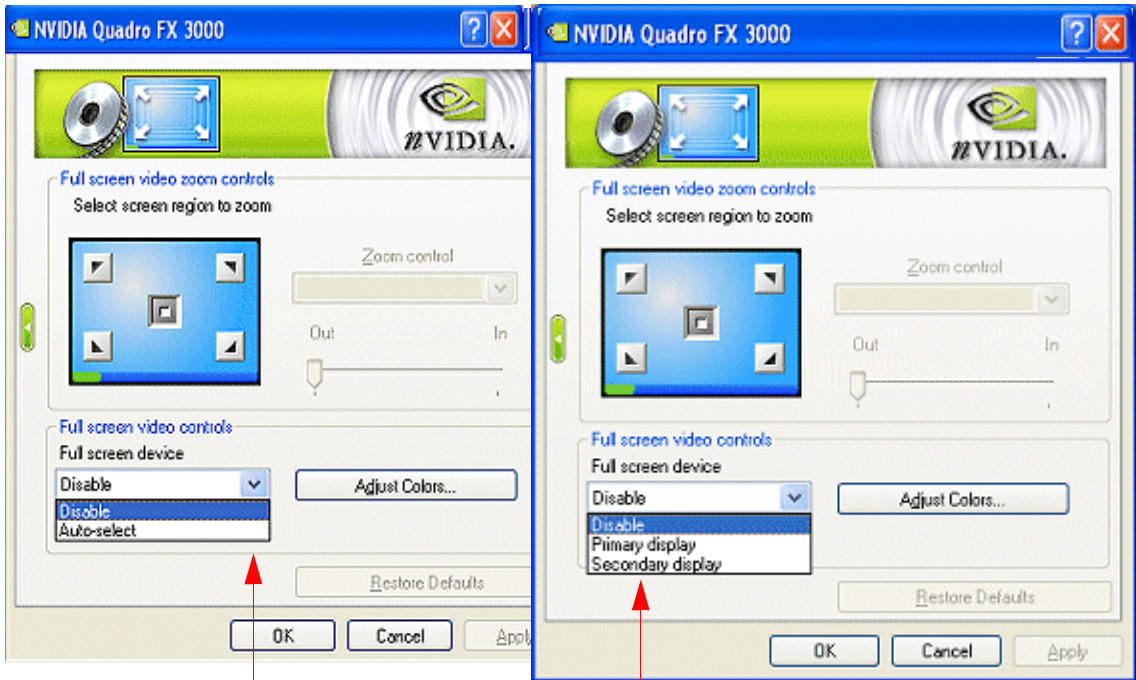 NVIDIA Quadro FX 3000
nVIDIA.
Full screen video zoom controls
Select screen region to zoom
Zoom control
Out In
Full screen video controls
Full screen device
Disable
Adjust Colors...
Disable
Auto-select
Restore Defaults
OK Cancel Apply
NVIDIA Quadro FX 3000
nVIDIA.
Full screen video zoom controls
Select screen region to zoom
Zoom control
Out In
Full screen video controls
Full screen device
Disable
Adjust Colors...
Disable
Primary display
Secondary display
Restore Defaults
OK Cancel Apply